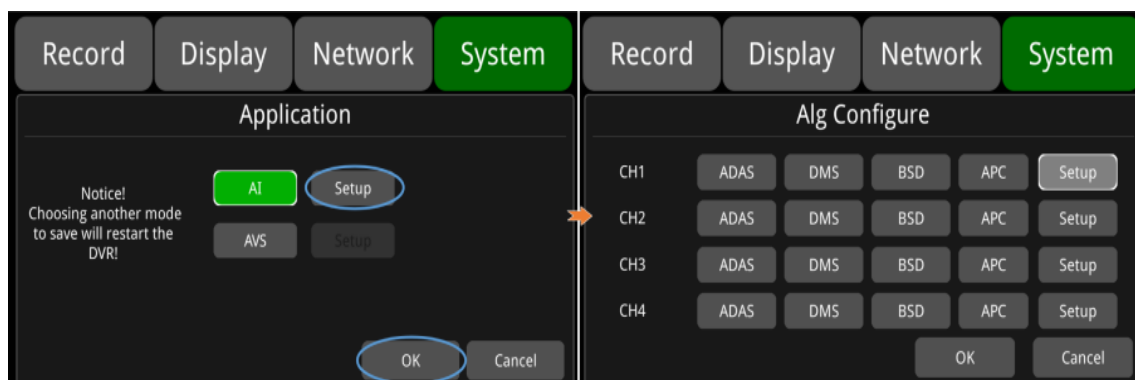 Record Display Network System
Application
Notice!
Choosing another mode
to save will restart the
DVR!
AI Setup
AVS Setup
OK Cancel
Record Display Network System
Alg Configure
CH1 ADAS DMS BSD APC Setup
CH2 ADAS DMS BSD APC Setup
CH3 ADAS DMS BSD APC Setup
CH4 ADAS DMS BSD APC Setup
OK Cancel